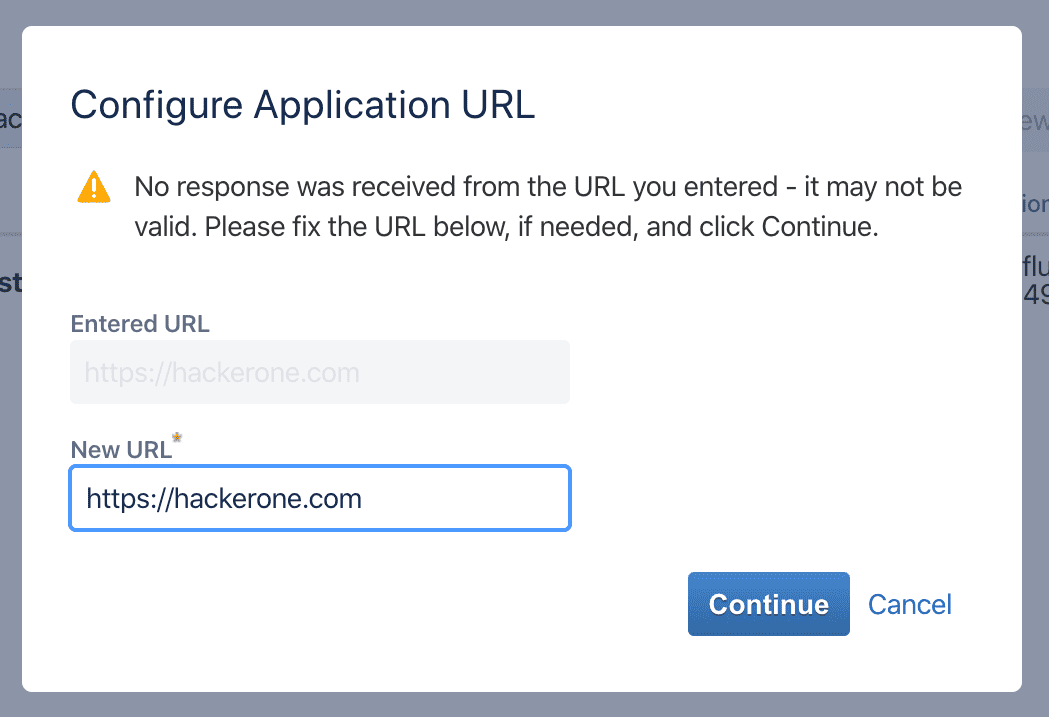 Configure Application URL
No response was received from the URL you entered - it may not be
valid. Please fix the URL below, if needed, and click Continue.
Entered URL
https://hackerone.com
New URL*
https://hackerone.com
Continue
Cancel